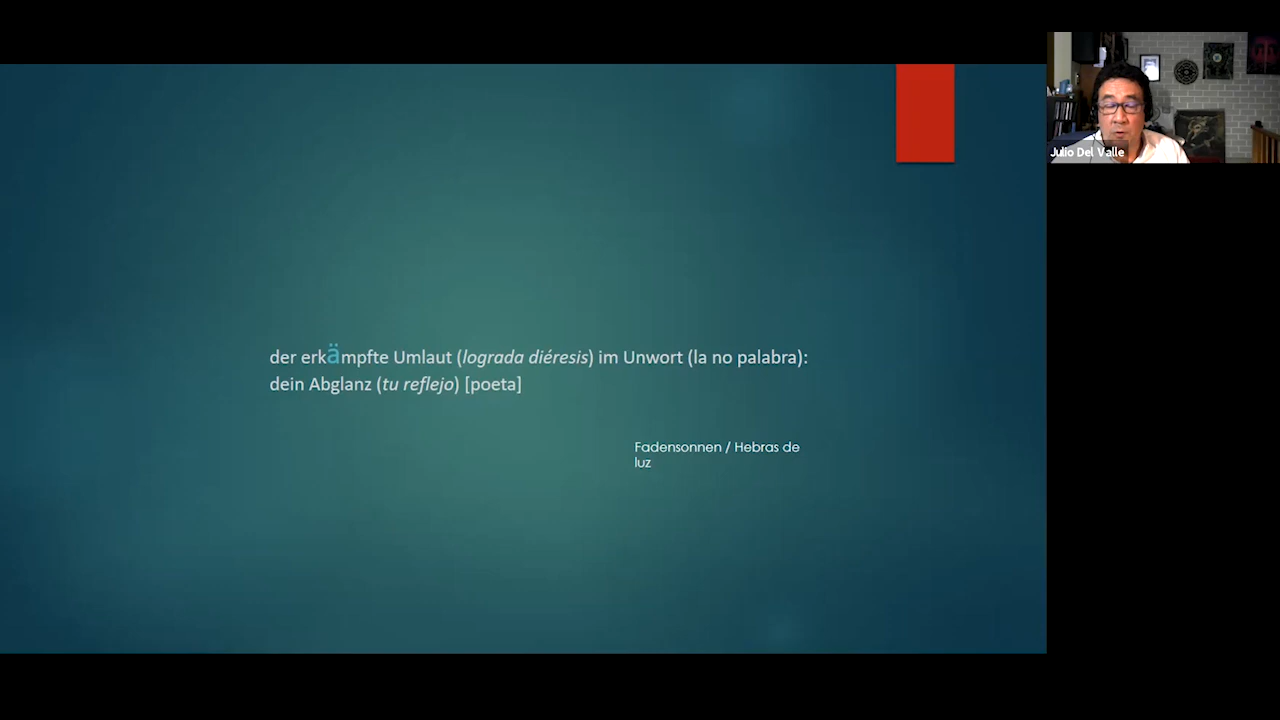 der erkämpfte Umlaut (lograda diéresis) im Unwort (la no palabra):
dein Abglanz (tu reflejo) [poeta]
Fadensonnen / Hebras de
luz
Julio Del Valle